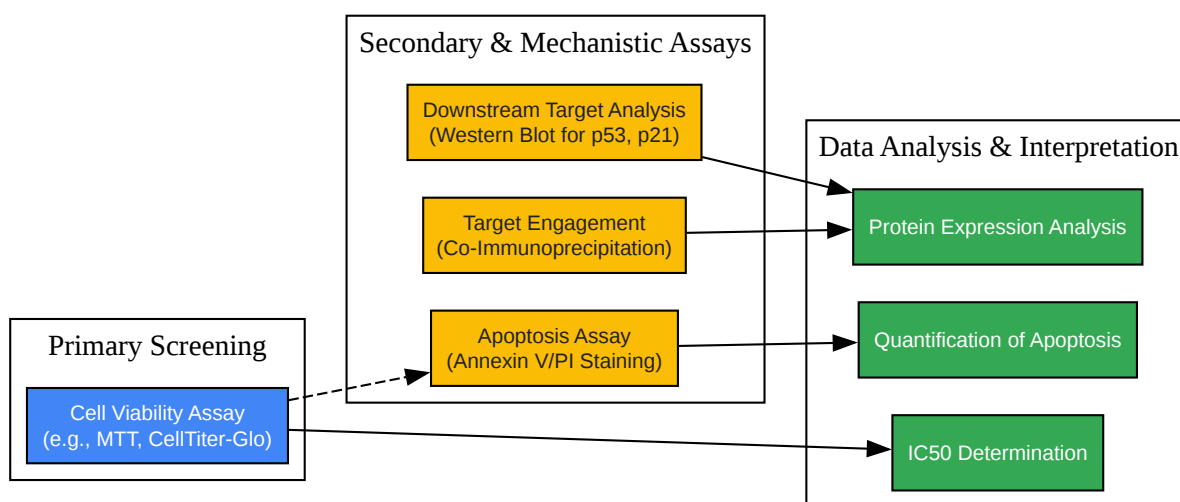 Primary Screening
Cell Viability Assay
(e.g., MTT, CellTiter-Glo)
Secondary & Mechanistic Assays
Downstream Target Analysis
(Western Blot for p53, p21)
Target Engagement
(Co-Immunoprecipitation)
Apoptosis Assay
(Annexin V/PI Staining)
Data Analysis & Interpretation
Protein Expression Analysis
Quantification of Apoptosis
IC50 Determination